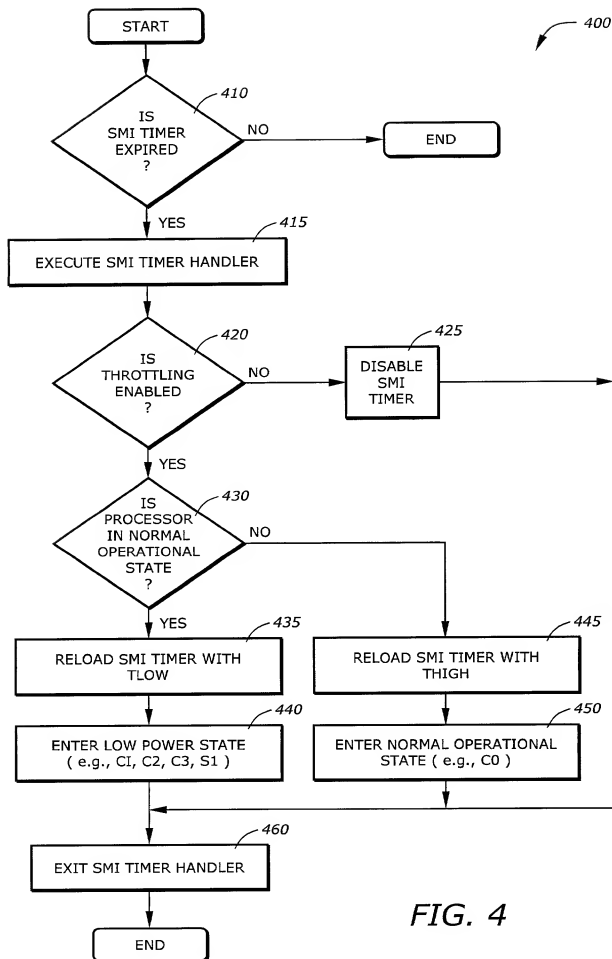 START
400
410
IS
SMI TIMER
EXPIRED
?
NO
END
YES
415
EXECUTE SMI TIMER HANDLER
420
IS
THROTTLING
ENABLED
?
NO
425
DISABLE
SMI
TIMER
YES
430
IS
PROCESSOR
IN NORMAL
OPERATIONAL
STATE
?
NO
YES
435
RELOAD SMI TIMER WITH
TLOW
445
RELOAD SMI TIMER WITH
THIGH
440
ENTER LOW POWER STATE
( e.g., CI, C2, C3, S1 )
450
ENTER NORMAL OPERATIONAL
STATE ( e.g., C0 )
460
EXIT SMI TIMER HANDLER
END
FIG. 4